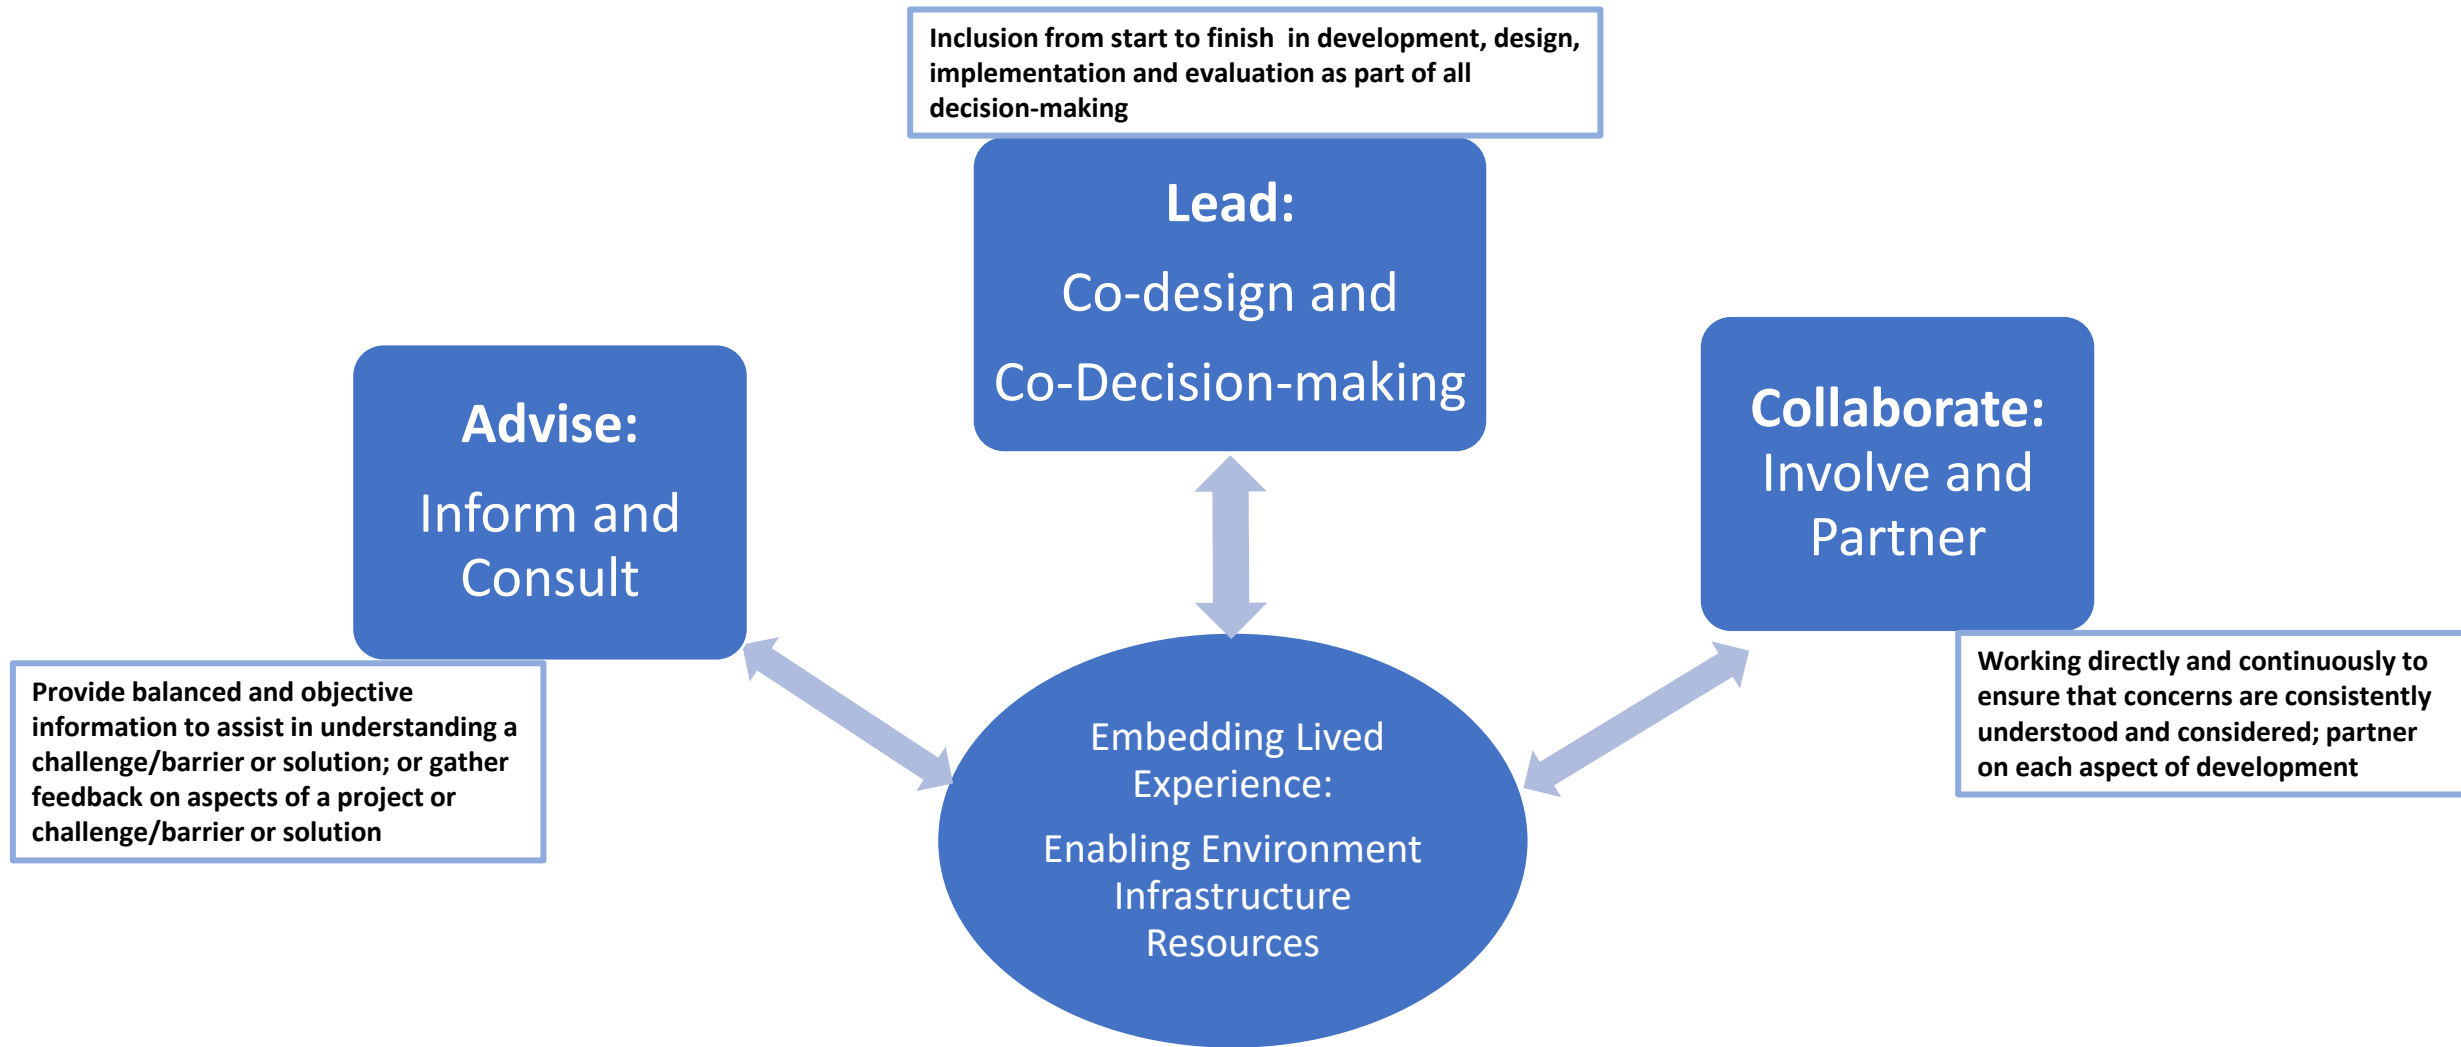 Inclusion from start to finish in development, design,
implementation and evaluation as part of all
decision-making
Lead:
Co-design and
Co-Decision-making
Advise:
Inform and
Consult
Provide balanced and objective
information to assist in understanding a
challenge/barrier or solution; or gather
feedback on aspects of a project or
challenge/barrier or solution
Collaborate:
Involve and
Partner
Working directly and continuously to
ensure that concerns are consistently
understood and considered; partner
on each aspect of development
Embedding Lived
Experience:
Enabling Environment
Infrastructure
Resources